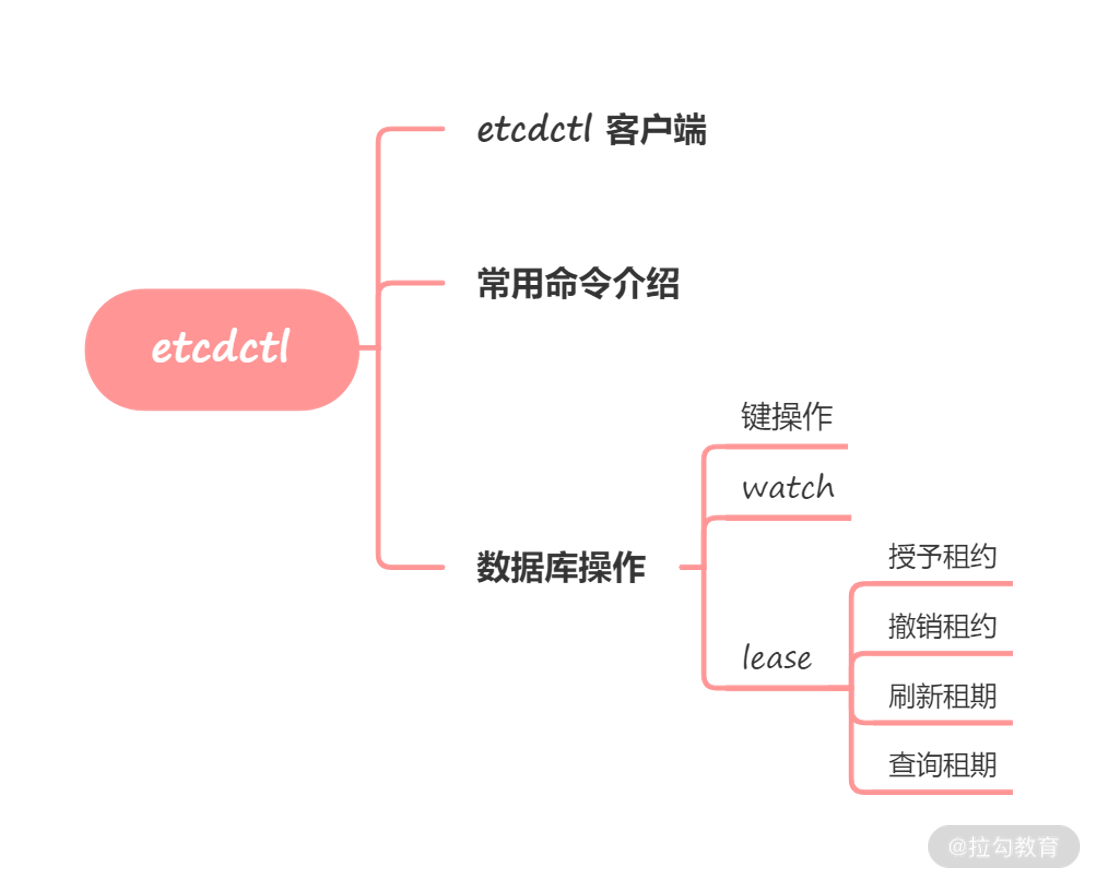 etcdctl 客户端
常用命令介绍
etcdctl
键操作
watch
数据库操作
授予租约
撤销租约
lease
刷新租期
查询租期
@拉勾教育